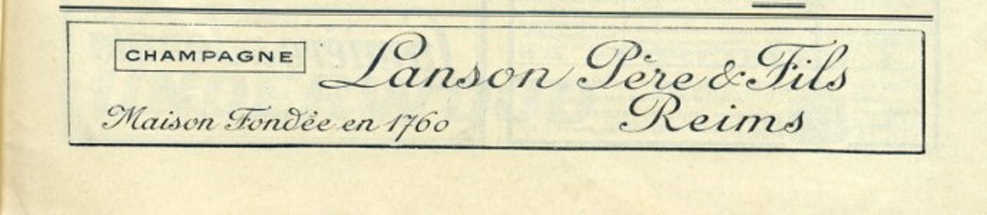 CHAMPAGNE Lanson Père & Fils
Maison Fondée en 1760 Reims